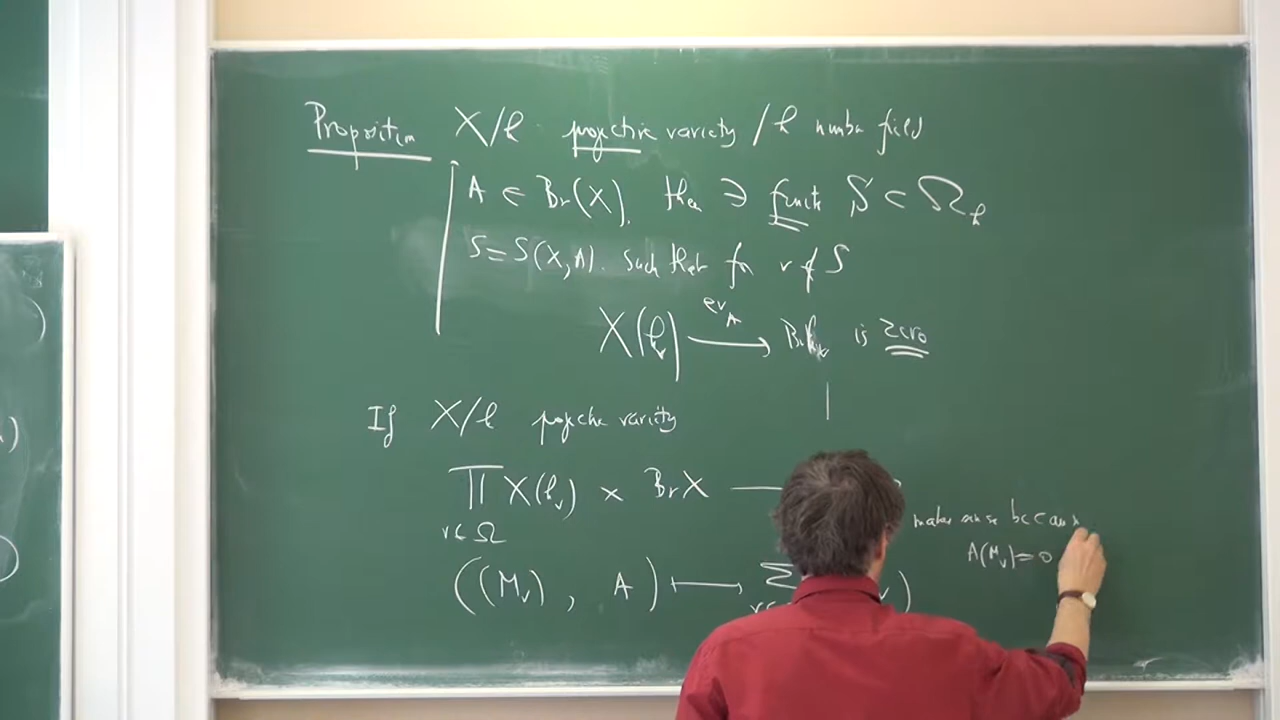 Proposition X/k projective variety / k number field
A ∈ Br(X). then ∃ finite S ⊂ Ω_k
S = S(X, A). such that for v ∉ S
X(k_v) →^{ev_A} Br k_v is zero
If X/k projective variety
∏_{v∈Ω} X(k_v) × Br X —
makes sense because
A(M_v) = 0
((M_v), A) ⟼ Σ_{v∈ )